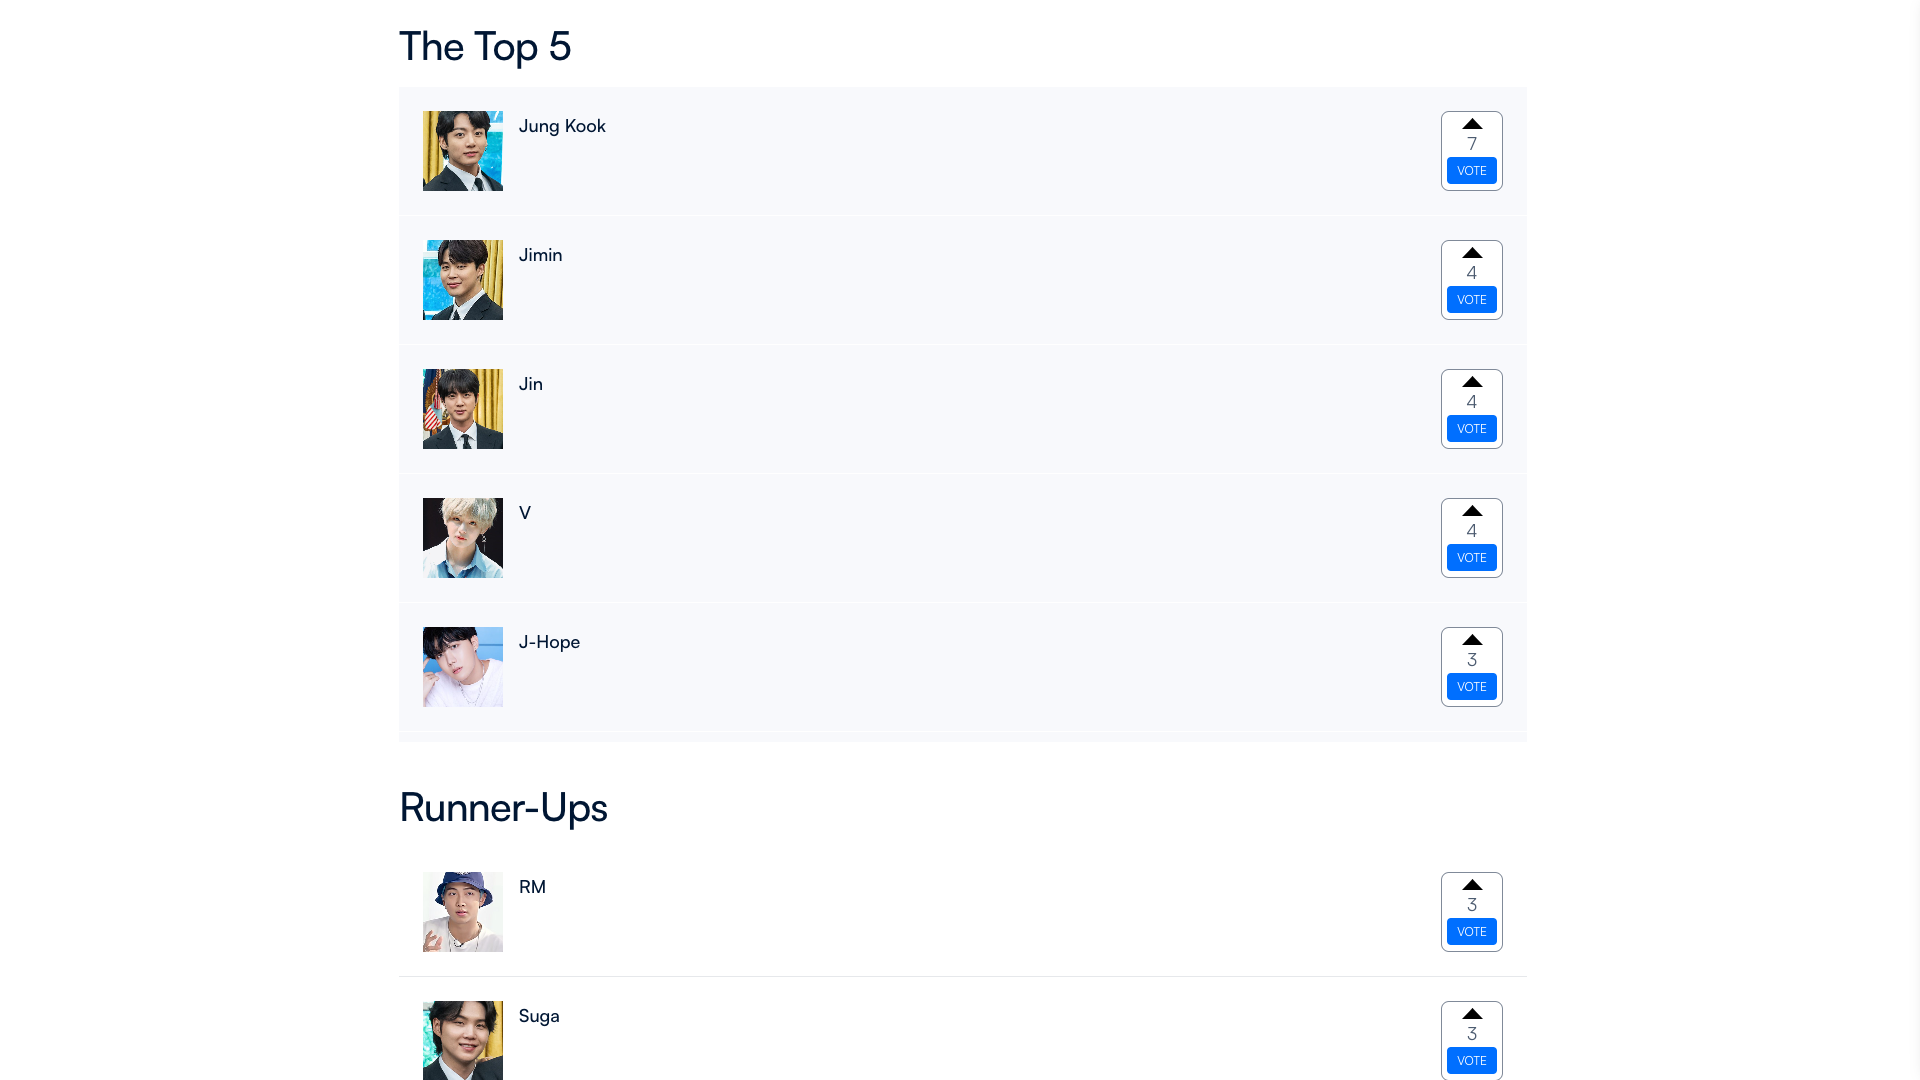 The Top 5
Jung Kook
7
VOTE
Jimin
4
VOTE
Jin
4
VOTE
V
4
VOTE
J-Hope
3
VOTE
Runner-Ups
RM
3
VOTE
Suga
3
VOTE